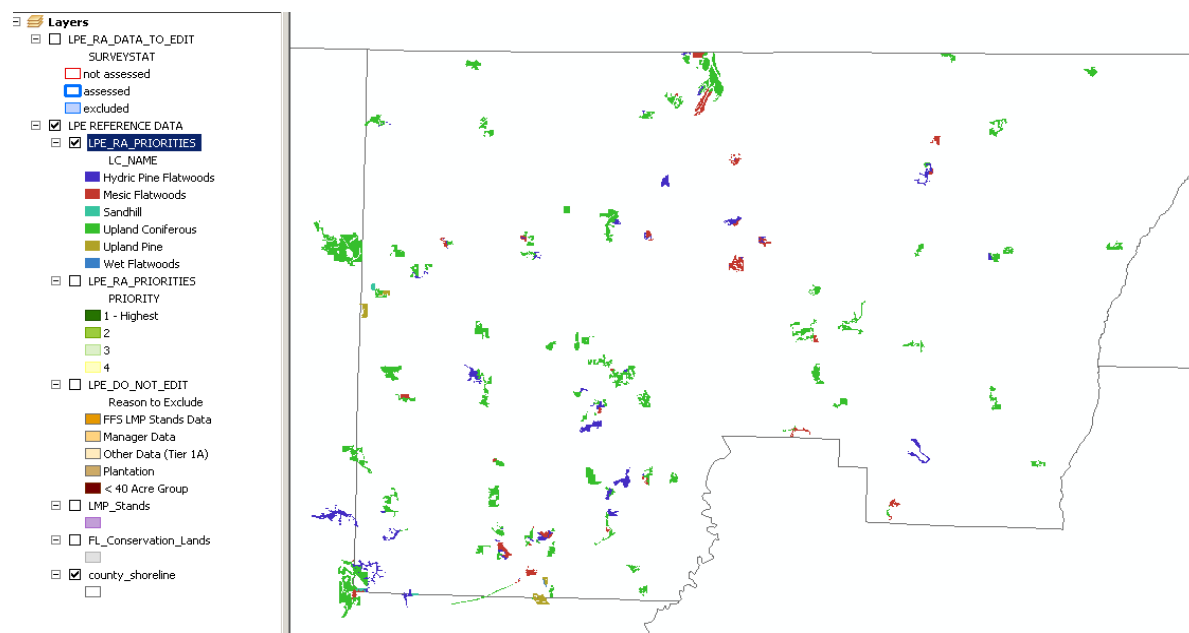 Layers
LPE_RA_DATA_TO_EDIT
SURVEYSTAT
not assessed
assessed
excluded
LPE REFERENCE DATA
LPE_RA_PRIORITIES
LC_NAME
Hydric Pine Flatwoods
Mesic Flatwoods
Sandhill
Upland Coniferous
Upland Pine
Wet Flatwoods
LPE_RA_PRIORITIES
PRIORITY
1 - Highest
2
3
4
LPE_DO_NOT_EDIT
Reason to Exclude
FFS LMP Stands Data
Manager Data
Other Data (Tier 1A)
Plantation
< 40 Acre Group
LMP_Stands
FL_Conservation_Lands
county_shoreline